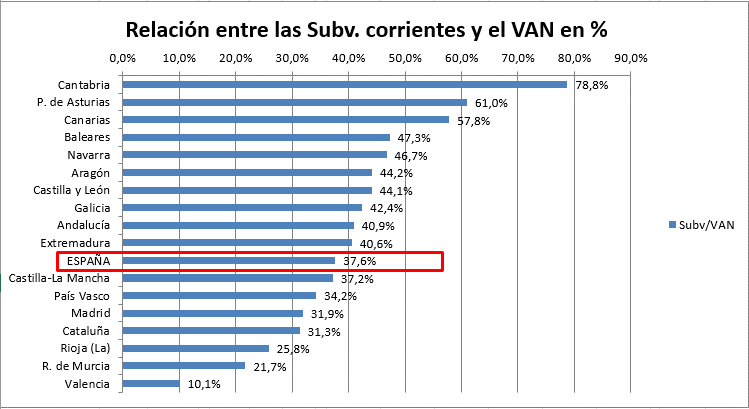 Relación entre las Subv. corrientes y el VAN en %
0,0% 10,0% 20,0% 30,0% 40,0% 50,0% 60,0% 70,0% 80,0% 90,0%
Cantabria 78,8%
P. de Asturias 61,0%
Canarias 57,8%
Baleares 47,3%
Navarra 46,7%
Aragón 44,2%
Castilla y León 44,1%
Galicia 42,4%
Andalucía 40,9%
Subv/VAN
Extremadura 40,6%
ESPAÑA 37,6%
Castilla-La Mancha 37,2%
País Vasco 34,2%
Madrid 31,9%
Cataluña 31,3%
Rioja (La) 25,8%
R. de Murcia 21,7%
Valencia 10,1%